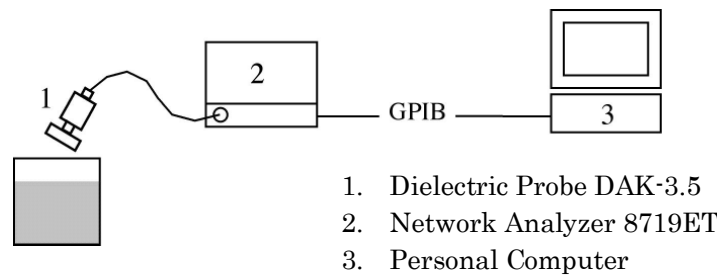 2
1
GPIB
3
1. Dielectric Probe DAK-3.5
2. Network Analyzer 8719ET
3. Personal Computer